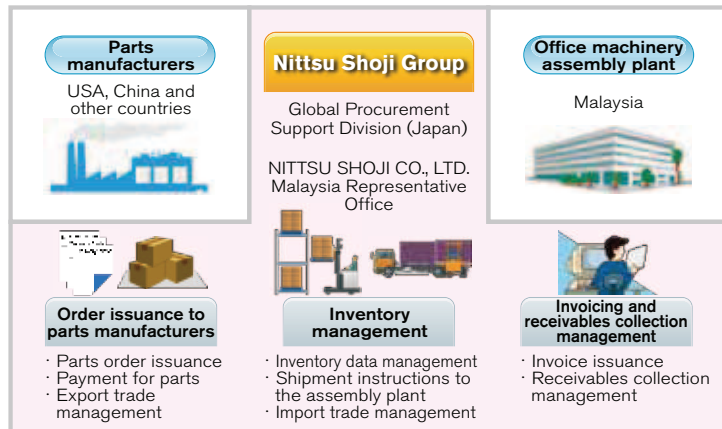 Parts
manufacturers
USA, China and
other countries
Nittsu Shoji Group
Global Procurement
Support Division (Japan)
NITTSU SHOJI CO., LTD.
Malaysia Representative
Office
Office machinery
assembly plant
Malaysia
Order issuance to
parts manufacturers
· Parts order issuance
· Payment for parts
· Export trade
management
Inventory
management
· Inventory data management
· Shipment instructions to
the assembly plant
· Import trade management
Invoicing and
receivables collection
management
· Invoice issuance
· Receivables collection
management